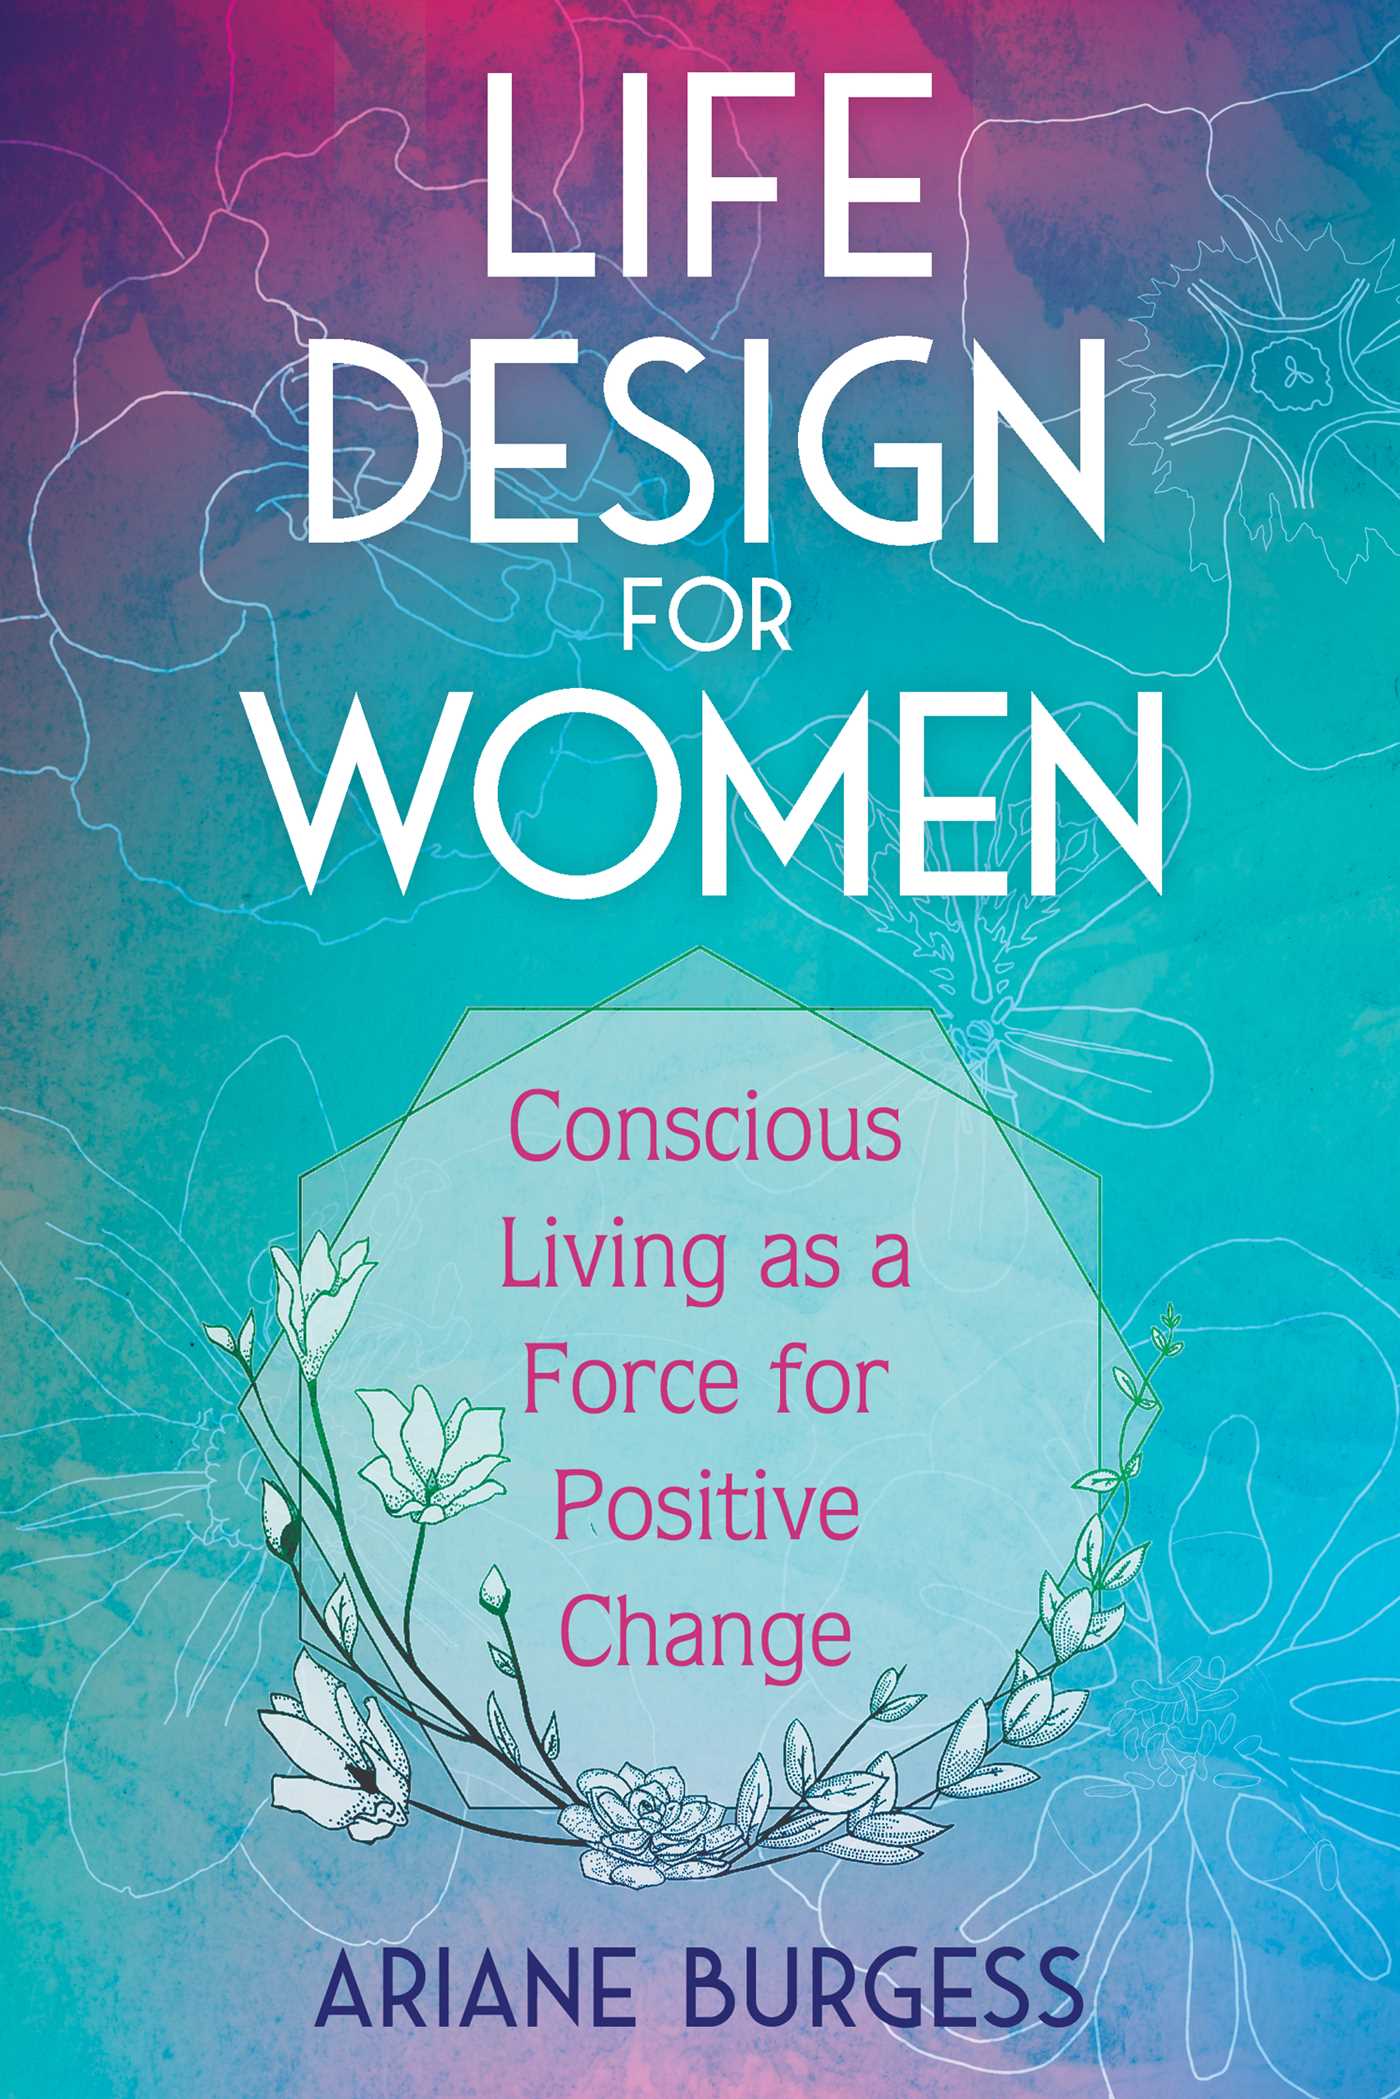 LIFE
DESIGN
FOR
WOMEN
Conscious
Living as a
Force for
Positive
Change
ARIANE BURGESS